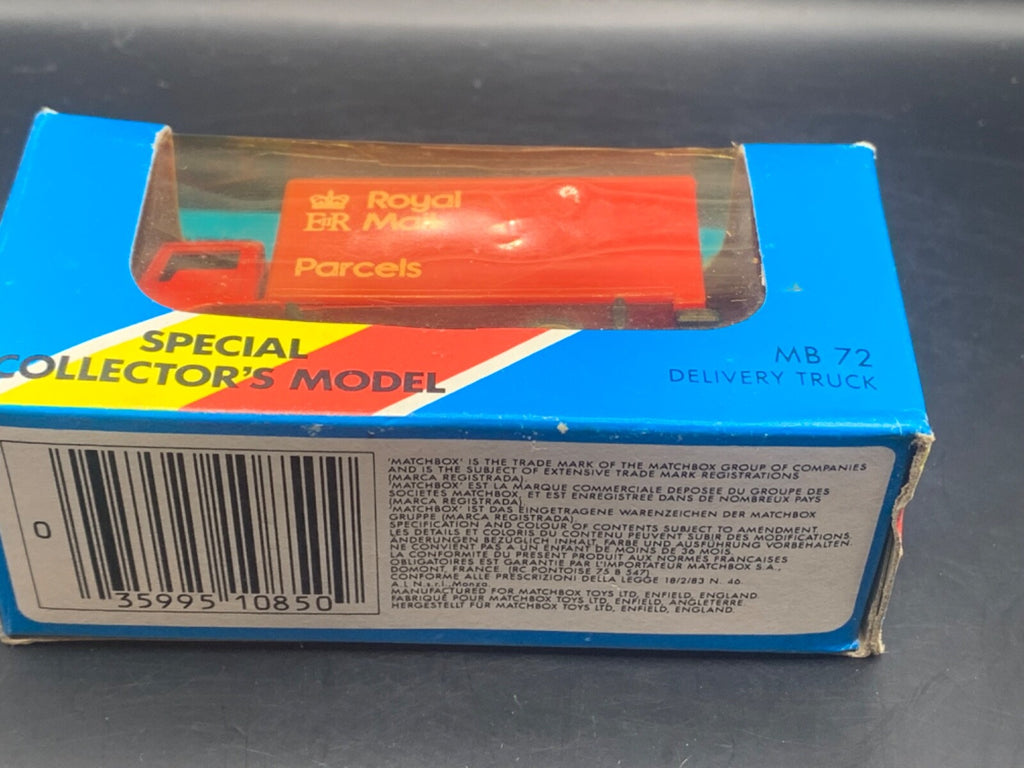 Royal
EIIR Mail
Parcels
SPECIAL
COLLECTOR'S MODEL
MB 72
DELIVERY TRUCK
'MATCHBOX' IS THE TRADE MARK OF THE MATCHBOX GROUP OF COMPANIES
AND IS THE SUBJECT OF EXTENSIVE TRADE MARK REGISTRATIONS
(MARCA REGISTRADA).
'MATCHBOX' EST LA MARQUE COMMERCIALE DEPOSEE DU GROUPE DES
SOCIETES MATCHBOX, ET EST ENREGISTREE DANS DE NOMBREUX PAYS
(MARCA REGISTRADA)
'MATCHBOX' IST DAS EINGETRAGENE WARENZEICHEN DER MATCHBOX
GRUPPE (MARCA REGISTRADA).
SPECIFICATION AND COLOUR OF CONTENTS SUBJECT TO AMENDMENT.
LES DETAILS ET COLORIS DU CONTENU PEUVENT SUBIR DES MODIFICATIONS.
ÄNDERUNGEN BEZÜGLICH INHALT, FARBE UND AUSFÜHRUNG VORBEHALTEN.
NE CONVIENT PAS A UN ENFANT DE MOINS DE 36 MOIS.
LA CONFORMITE DU PRESENT PRODUIT AUX NORMES FRANCAISES
OBLIGATOIRES EST GARANTIE PAR L'IMPORTATEUR MATCHBOX S.A.,
DOMONT, FRANCE. (RC PONTOISE 75 B 547)
CONFORME ALLE PRESCRIZIONI DELLA LEGGE 18/2/83 N. 46.
A.L.N. s.r.l. Monza.
MANUFACTURED FOR MATCHBOX TOYS LTD, ENFIELD, ENGLAND.
FABRIQUÉ POUR MATCHBOX TOYS LTD, ENFIELD, ANGLETERRE.
HERGESTELLT FÜR MATCHBOX TOYS LTD, ENFIELD, ENGLAND.
0 35995 10850